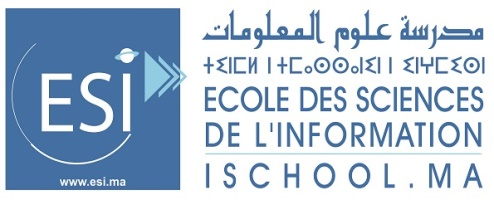 ESI
www.esi.ma
مدرسة علوم المعلومات
ECOLE DES SCIENCES
DE L'INFORMATION
ISCHOOL.MA